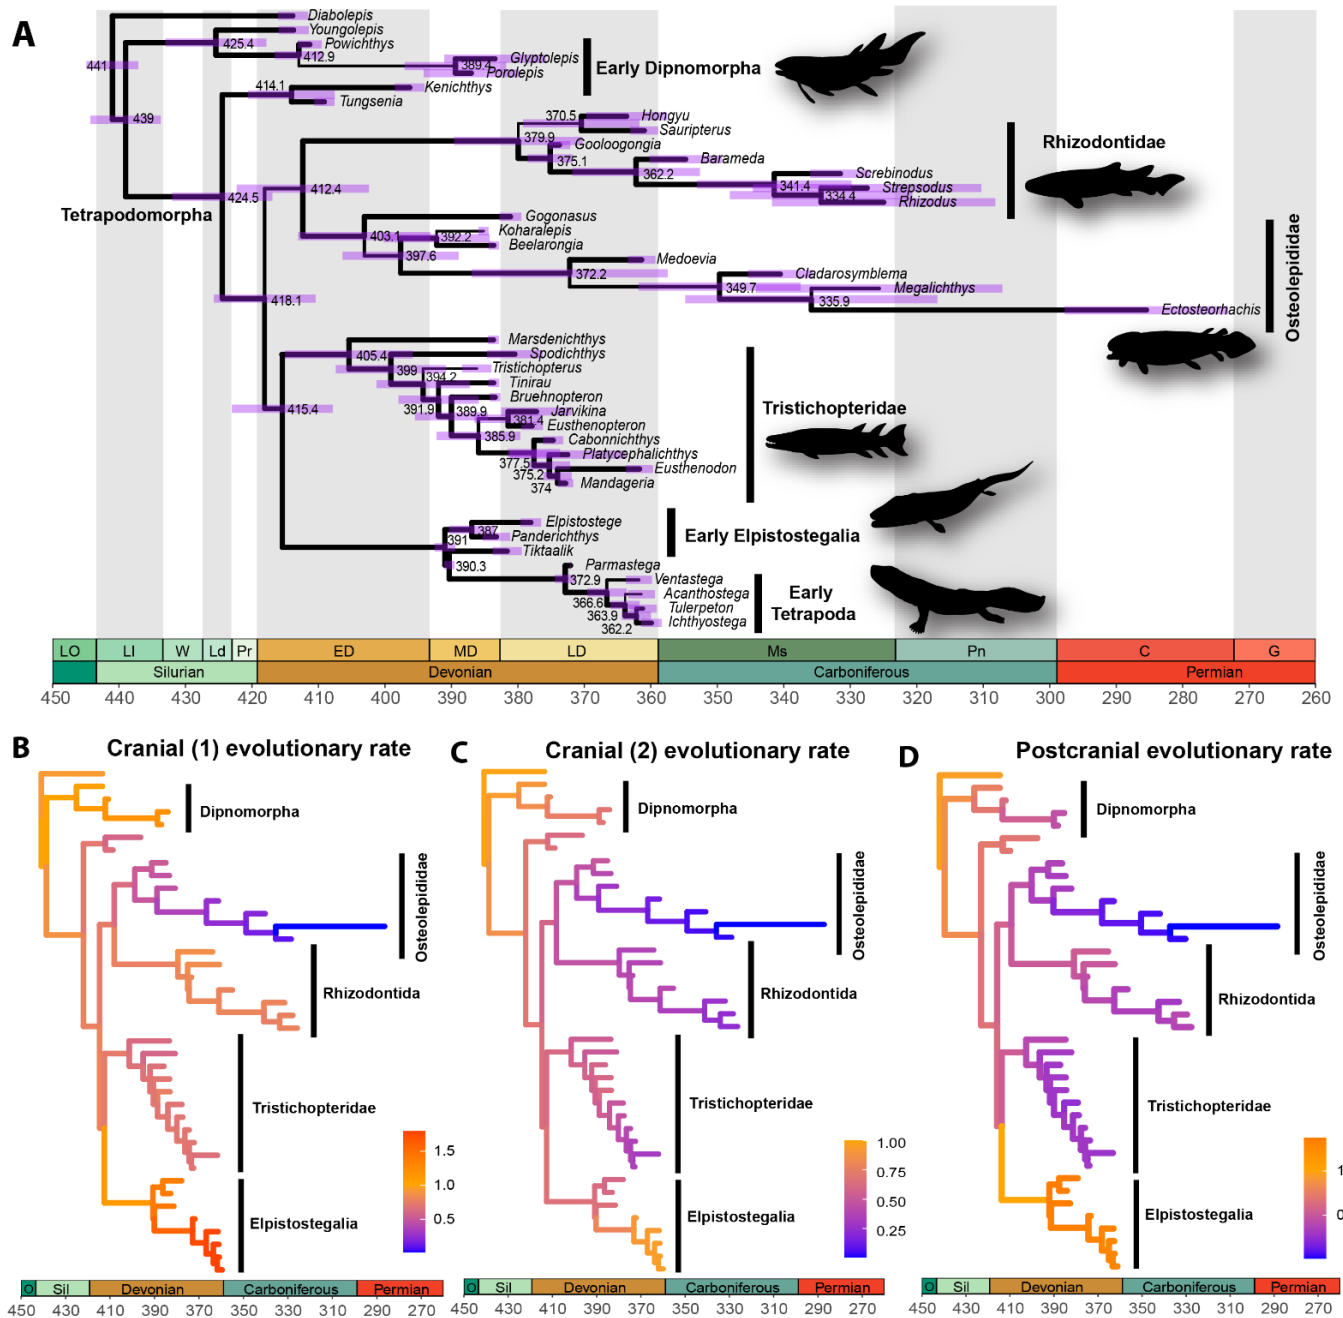 A
Diabolepis
Youngolepis
425.4
Powichthys
412.9
Glyptolepis
389.4
Porolepis
Early Dipnomorpha
441
439
414.1
Kenichthys
Tungsenia
Tetrapodomorpha
424.5
370.5
Hongyu
Sauripterus
379.9
Gooloogongia
375.1
Barameda
362.2
Screbinodus
341.4
Strepsodus
334.4
Rhizodus
Rhizodontidae
412.4
Gogonasus
403.1
Koharalepis
392.2
Beelarongia
397.6
Medoevia
372.2
Cladarosymblema
349.7
Megalichthys
335.9
Ectosteorhachis
Osteolepididae
418.1
Marsdenichthys
405.4
Spodichthys
399
Tristichopterus
394.2
Tinirau
391.9
Bruehnopteron
389.9
Jarvikina
381.4
Eusthenopteron
385.9
Cabonnichthys
377.5
Platycephalichthys
375.2
Eusthenodon
374
Mandageria
Tristichopteridae
415.4
Elpistostege
387
Panderichthys
391
Tiktaalik
390.3
Early Elpistostegalia
Parmastega
372.9
Ventastega
366.6
Acanthostega
363.9
Tulerpeton
362.2
Ichthyostega
Early
Tetrapoda
LO LI W Ld Pr ED MD LD Ms Pn C G
Silurian Devonian Carboniferous Permian
450 440 430 420 410 400 390 380 370 360 350 340 330 320 310 300 290 280 270 260
B
Cranial (1) evolutionary rate
Dipnomorpha
Osteolepididae
Rhizodontida
Tristichopteridae
Elpistostegalia
1.5
1.0
0.5
O Sil Devonian Carboniferous Permian
450 430 410 390 370 350 330 310 290 270
C
Cranial (2) evolutionary rate
Dipnomorpha
Osteolepididae
Rhizodontida
Tristichopteridae
Elpistostegalia
1.00
0.75
0.50
0.25
O Sil Devonian Carboniferous Permian
450 430 410 390 370 350 330 310 290 270
D
Postcranial evolutionary rate
Dipnomorpha
Osteolepididae
Rhizodontida
Tristichopteridae
Elpistostegalia
1
0
O Sil Devonian Carboniferous Permian
450 430 410 390 370 350 330 310 290 270